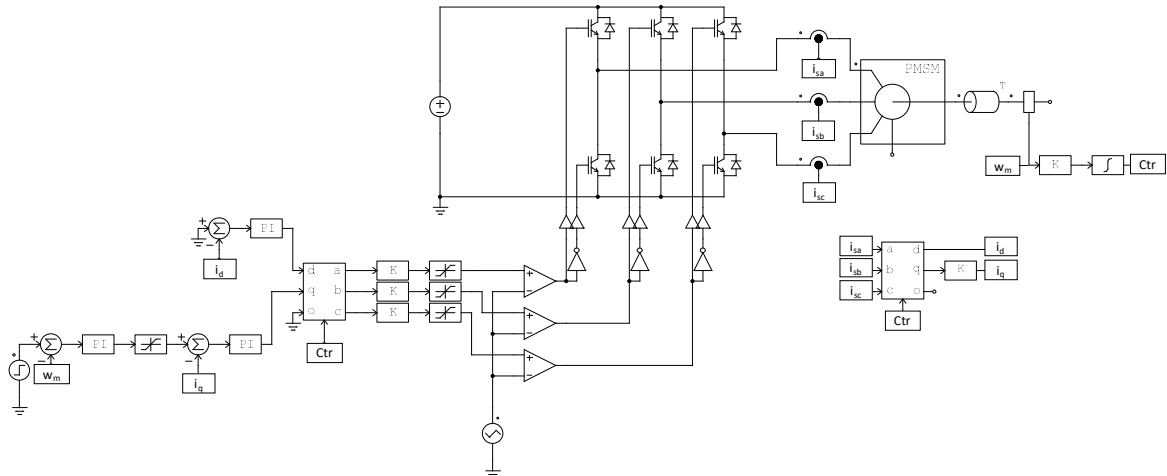 PMSM
T
i_sa
i_sb
i_sc
w_m
K
∫
Ctr
PI
i_d
d a
q b
o c
K
K
K
Ctr
PI
PI
w_m
i_q
i_sa
i_sb
i_sc
a d
b q
c o
K
i_d
i_q
Ctr